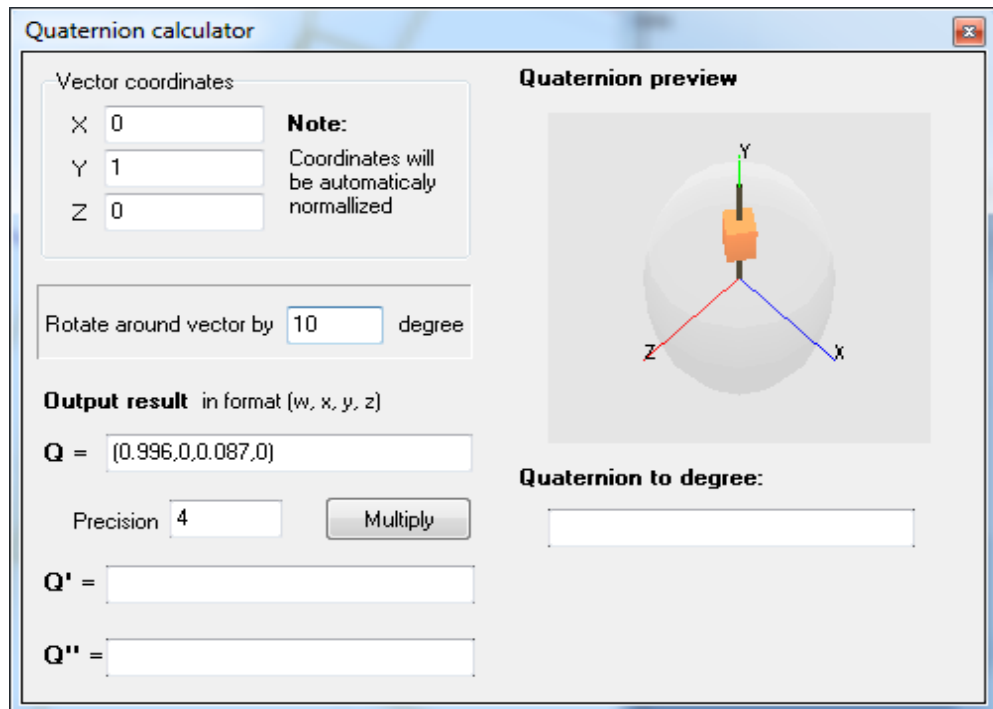 Quaternion calculator
Vector coordinates
X 0
Y 1
Z 0
Note:
Coordinates will
be automaticaly
normallized
Rotate around vector by 10 degree
Output result in format (w, x, y, z)
Q = (0.996,0,0.087,0)
Precision 4 Multiply
Q' =
Q'' =
Quaternion preview
Y
Z X
Quaternion to degree: